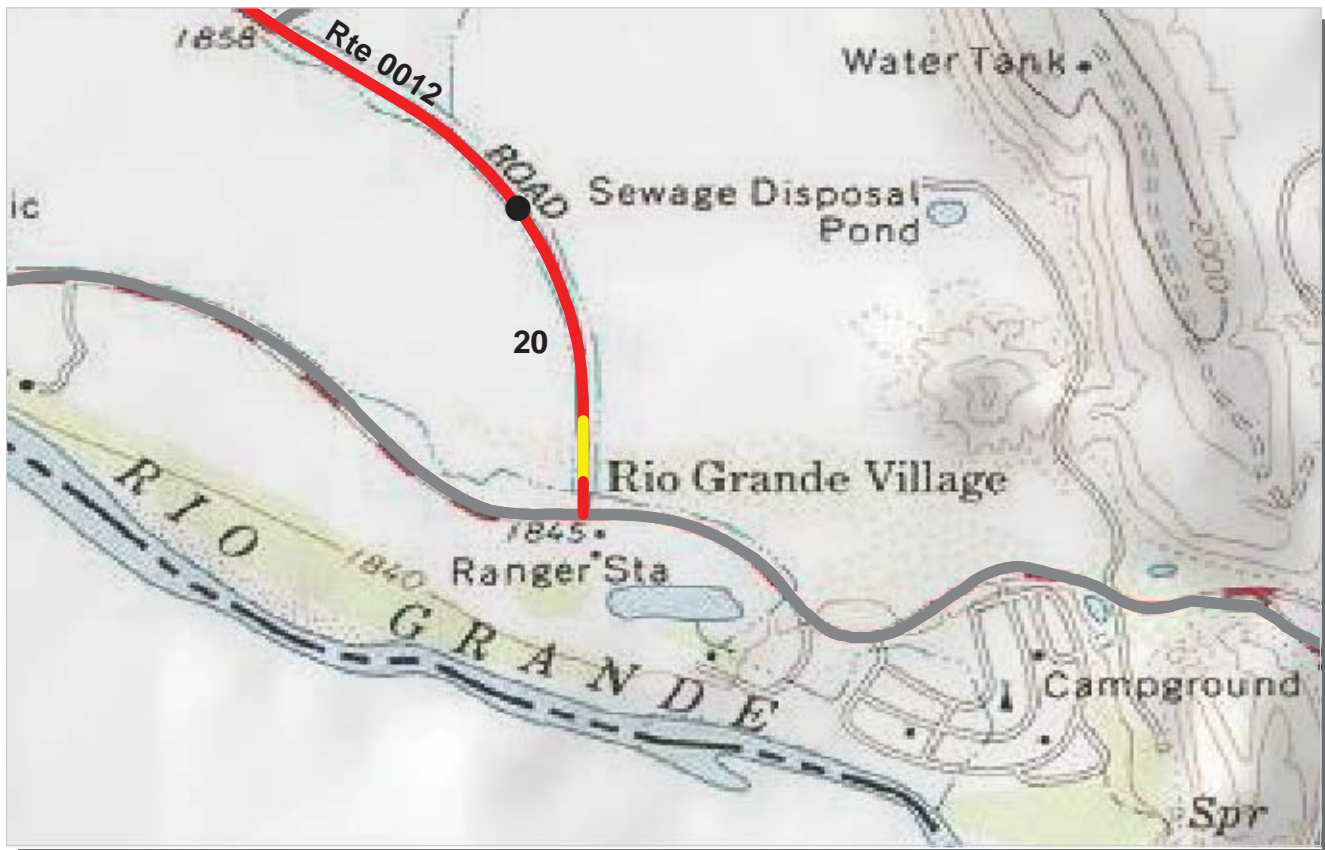 1858
Rte 0012
Water Tank
ROAD
Sewage Disposal
Pond
ic
2000
20
Rio Grande Village
1845
Ranger Sta
1840
RIO
GRANDE
Campground
Spr